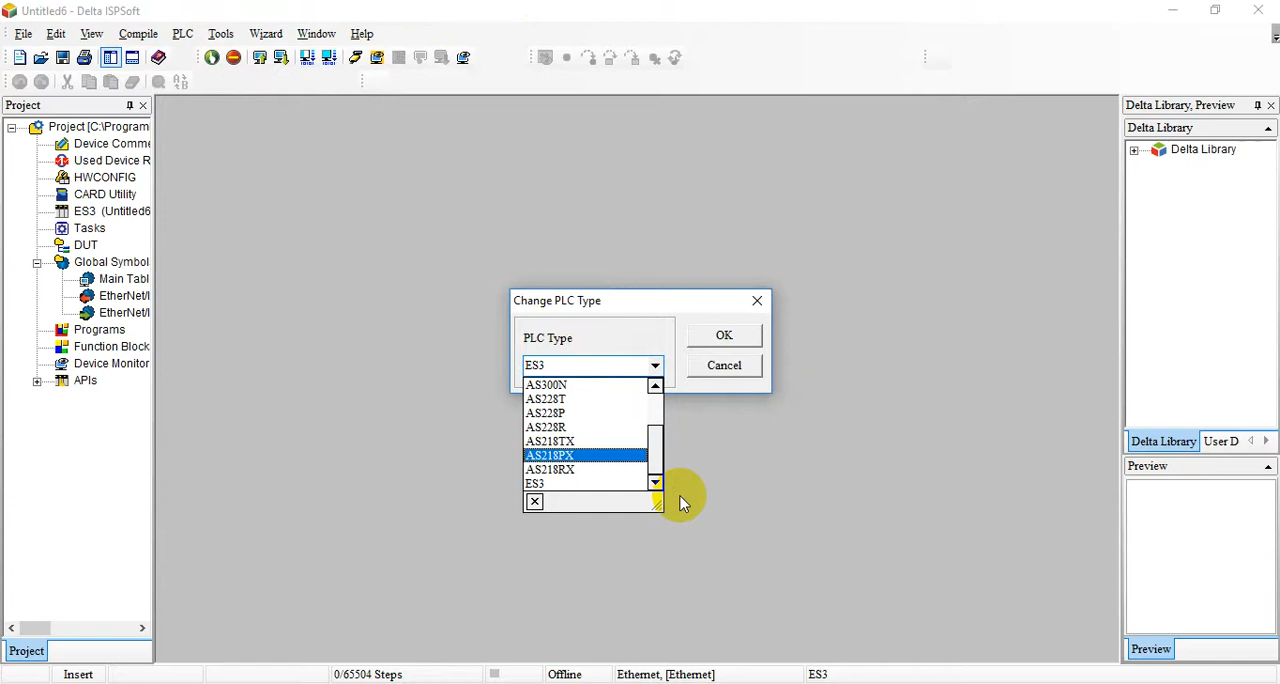 Untitled6 - Delta ISPSoft
File Edit View Compile PLC Tools Wizard Window Help
Project
Project [C:\Program
Device Comme
Used Device R
HWCONFIG
CARD Utility
ES3 (Untitled6
Tasks
DUT
Global Symbol
Main Tabl
EtherNet/I
EtherNet/I
Programs
Function Block
Device Monitor
APIs
Project
Change PLC Type
PLC Type
ES3
OK
Cancel
AS300N
AS228T
AS228P
AS228R
AS218TX
AS218PX
AS218RX
ES3
Delta Library, Preview
Delta Library
Delta Library
Delta Library User D
Preview
Preview
Insert 0/65504 Steps Offline Ethernet, [Ethernet] ES3